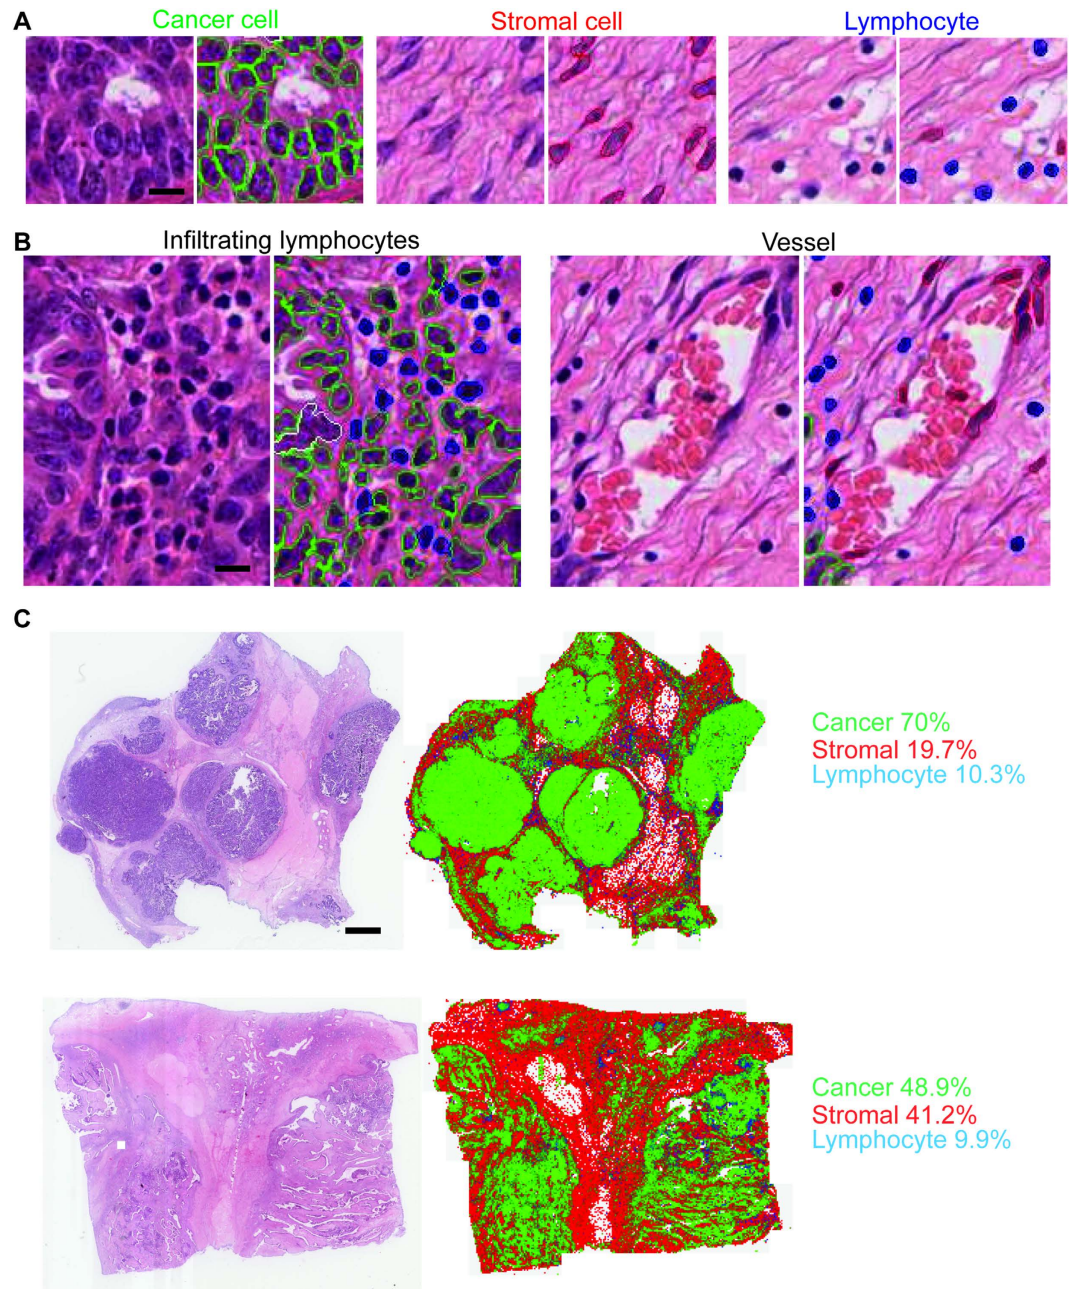 A
Cancer cell
Stromal cell
Lymphocyte
B
Infiltrating lymphocytes
Vessel
C
Cancer 70%
Stromal 19.7%
Lymphocyte 10.3%
Cancer 48.9%
Stromal 41.2%
Lymphocyte 9.9%